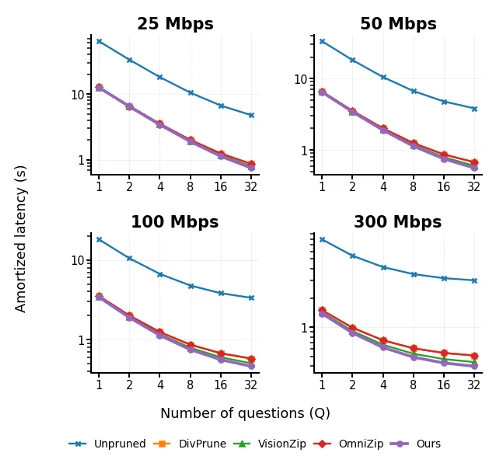 25 Mbps
50 Mbps
10
1
1 2 4 8 16 32
10
1
1 2 4 8 16 32
Amortized latency (s)
100 Mbps
300 Mbps
10
1
1 2 4 8 16 32
1
1 2 4 8 16 32
Number of questions (Q)
Unpruned DivPrune VisionZip OmniZip Ours